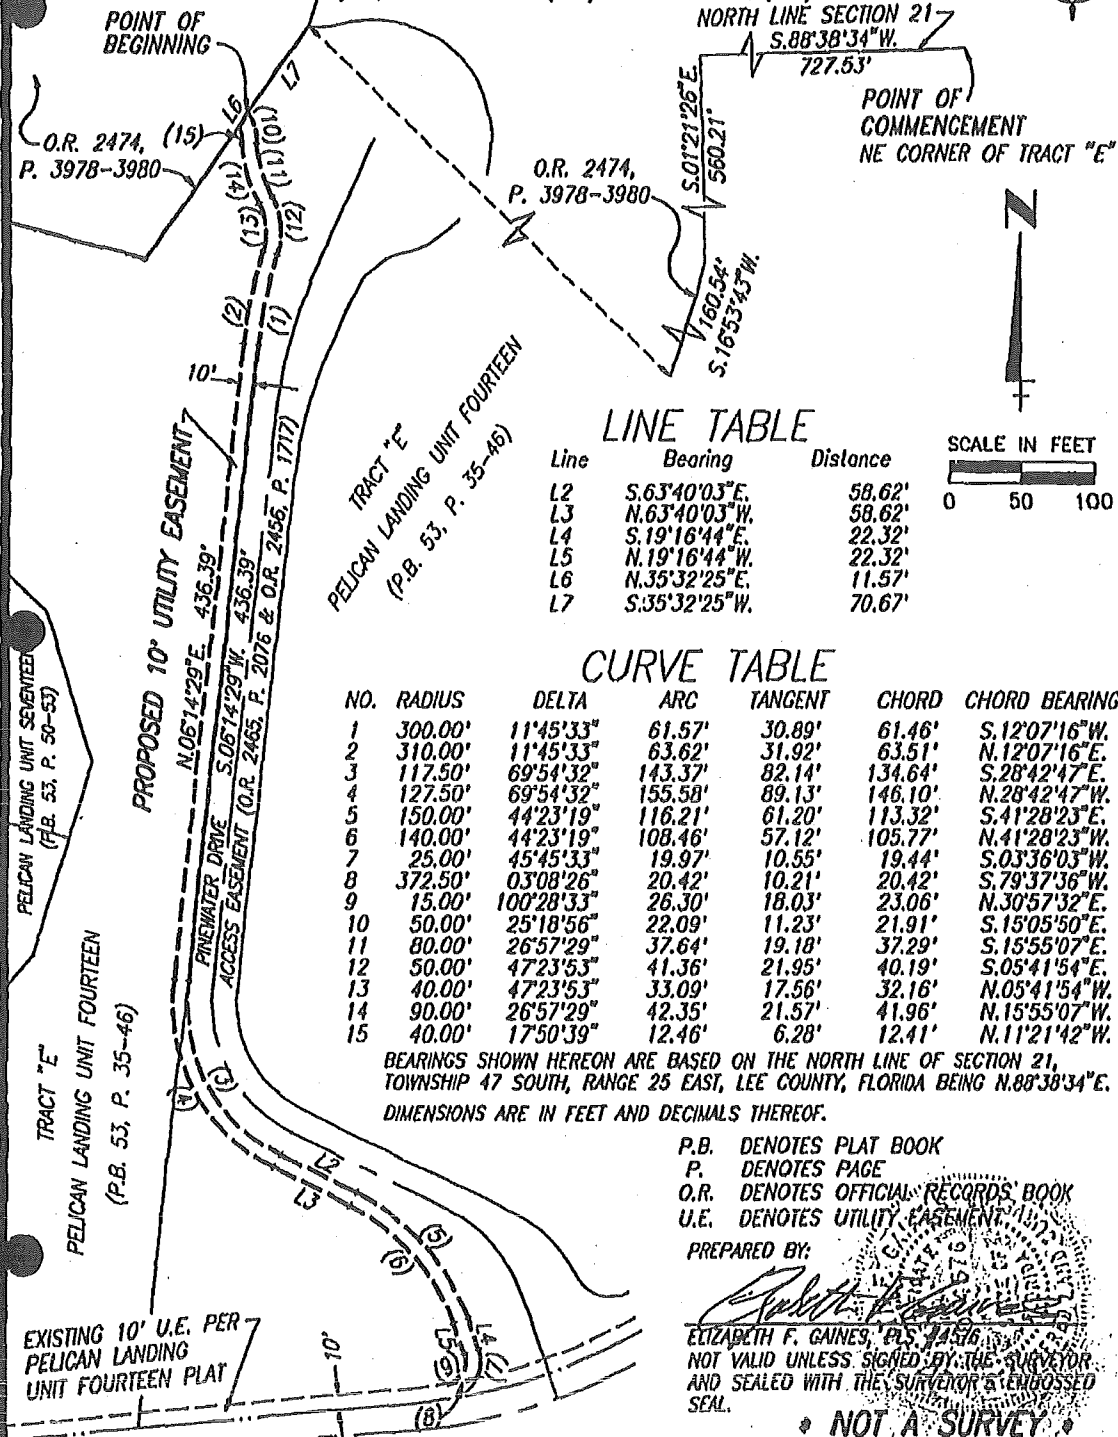 POINT OF
BEGINNING
NORTH LINE SECTION 21
S.88°38'34"W.
727.53'
POINT OF
COMMENCEMENT
NE CORNER OF TRACT "E"
L7
L6
(15)
(10)
(11)
(14)
(12)
(13)
O.R. 2474,
P. 3978-3980
O.R. 2474,
P. 3978-3980
S.01°21'26"E.
560.21'
160.54'
S.16°53'43"W.
N
(2)
(1)
10'
SCALE IN FEET
0 50 100
PROPOSED 10' UTILITY EASEMENT
N.06°14'29"E. 436.39'
S.06°14'29"W. 436.39'
PINEWATER DRIVE
ACCESS EASEMENT (O.R. 2465, P. 2076 & O.R. 2456, P. 1717)
TRACT "E"
PELICAN LANDING UNIT FOURTEEN
(P.B. 53, P. 35-46)
LINE TABLE
Line Bearing Distance
L2 S.63°40'03"E. 58.62'
L3 N.63°40'03"W. 58.62'
L4 S.19°16'44"E. 22.32'
L5 N.19°16'44"W. 22.32'
L6 N.35°32'25"E. 11.57'
L7 S.35°32'25"W. 70.67'
CURVE TABLE
NO. RADIUS DELTA ARC TANGENT CHORD CHORD BEARING
1 300.00' 11°45'33" 61.57' 30.89' 61.46' S.12°07'16"W.
2 310.00' 11°45'33" 63.62' 31.92' 63.51' N.12°07'16"E.
3 117.50' 69°54'32" 143.37' 82.14' 134.64' S.28°42'47"E.
4 127.50' 69°54'32" 155.58' 89.13' 146.10' N.28°42'47"W.
5 150.00' 44°23'19" 116.21' 61.20' 113.32' S.41°28'23"E.
6 140.00' 44°23'19" 108.46' 57.12' 105.77' N.41°28'23"W.
7 25.00' 45°45'33" 19.97' 10.55' 19.44' S.03°36'03"W.
8 372.50' 03°08'26" 20.42' 10.21' 20.42' S.79°37'36"W.
9 15.00' 100°28'33" 26.30' 18.03' 23.06' N.30°57'32"E.
10 50.00' 25°18'56" 22.09' 11.23' 21.91' S.15°05'50"E.
11 80.00' 26°57'29" 37.64' 19.18' 37.29' S.15°55'07"E.
12 50.00' 47°23'53" 41.36' 21.95' 40.19' S.05°41'54"E.
13 40.00' 47°23'53" 33.09' 17.56' 32.16' N.05°41'54"W.
14 90.00' 26°57'29" 42.35' 21.57' 41.96' N.15°55'07"W.
15 40.00' 17°50'39" 12.46' 6.28' 12.41' N.11°21'42"W.
BEARINGS SHOWN HEREON ARE BASED ON THE NORTH LINE OF SECTION 21,
TOWNSHIP 47 SOUTH, RANGE 25 EAST, LEE COUNTY, FLORIDA BEING N.88°38'34"E.
DIMENSIONS ARE IN FEET AND DECIMALS THEREOF.
PELICAN LANDING UNIT SEVENTEEN
(P.B. 53, P. 50-53)
TRACT "E"
PELICAN LANDING UNIT FOURTEEN
(P.B. 53, P. 35-46)
(3)
(4)
L2
L3
(5)
(6)
L4
L5
(7)
(9)
(8)
10'
EXISTING 10' U.E. PER
PELICAN LANDING
UNIT FOURTEEN PLAT
P.B. DENOTES PLAT BOOK
P. DENOTES PAGE
O.R. DENOTES OFFICIAL RECORDS BOOK
U.E. DENOTES UTILITY EASEMENT
PREPARED BY:
ELIZABETH F. GAINES, PLS #4576
NOT VALID UNLESS SIGNED BY THE SURVEYOR
AND SEALED WITH THE SURVEYOR'S EMBOSSED
SEAL.
* NOT A SURVEY *